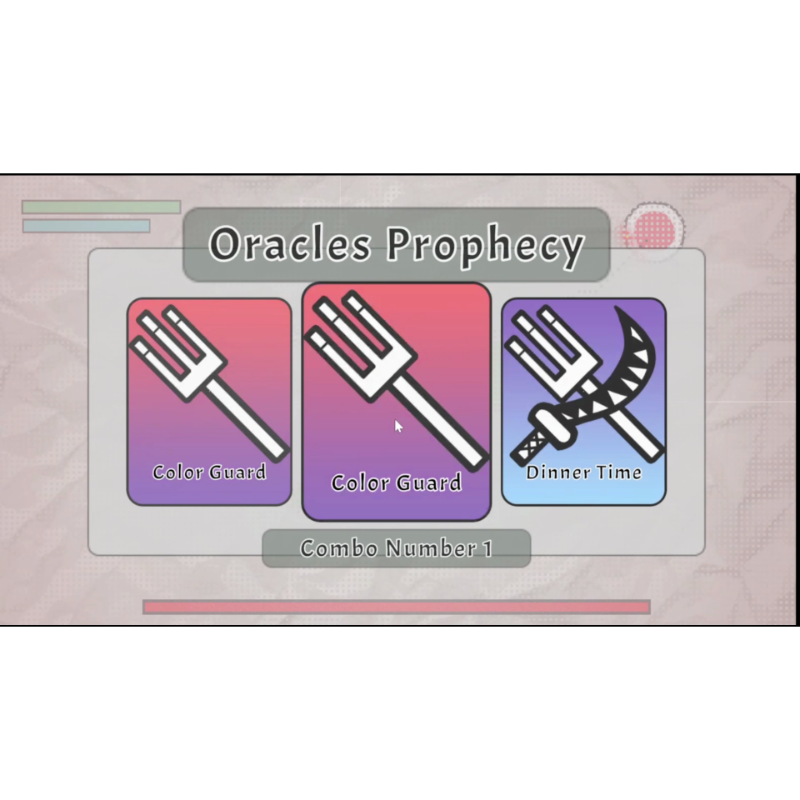 Oracles Prophecy
Color Guard
Color Guard
Dinner Time
Combo Number 1